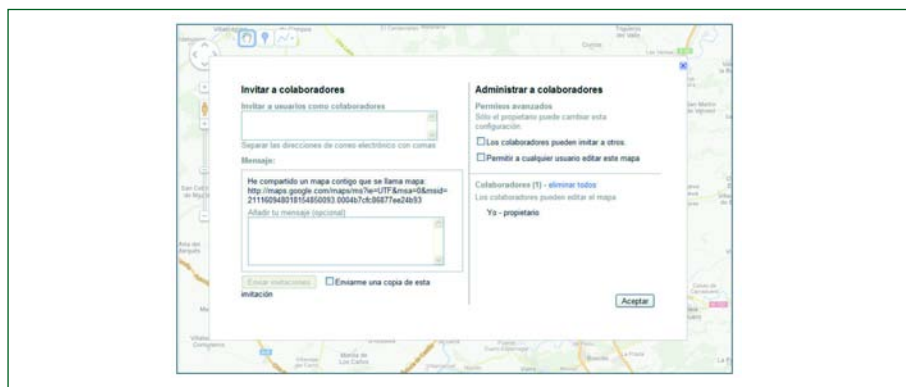 Invitar a colaboradores
Invitar a usuarios como colaboradores
Separar las direcciones de correo electrónico con comas
Mensaje:
He compartido un mapa contigo que se llama mapa:
http://maps.google.com/maps/ms?ie=UTF&msa=0&msid=
211160948018154850093.0004b7cfc86877ee24b93
Añadir tu mensaje (opcional)
Enviar invitaciones
Enviarme una copia de esta
invitación
Administrar a colaboradores
Permisos avanzados
Sólo el propietario puede cambiar esta
configuración.
Los colaboradores pueden invitar a otros.
Permitir a cualquier usuario editar este mapa
Colaboradores (1) - eliminar todos
Los colaboradores pueden editar el mapa
Yo - propietario
Aceptar